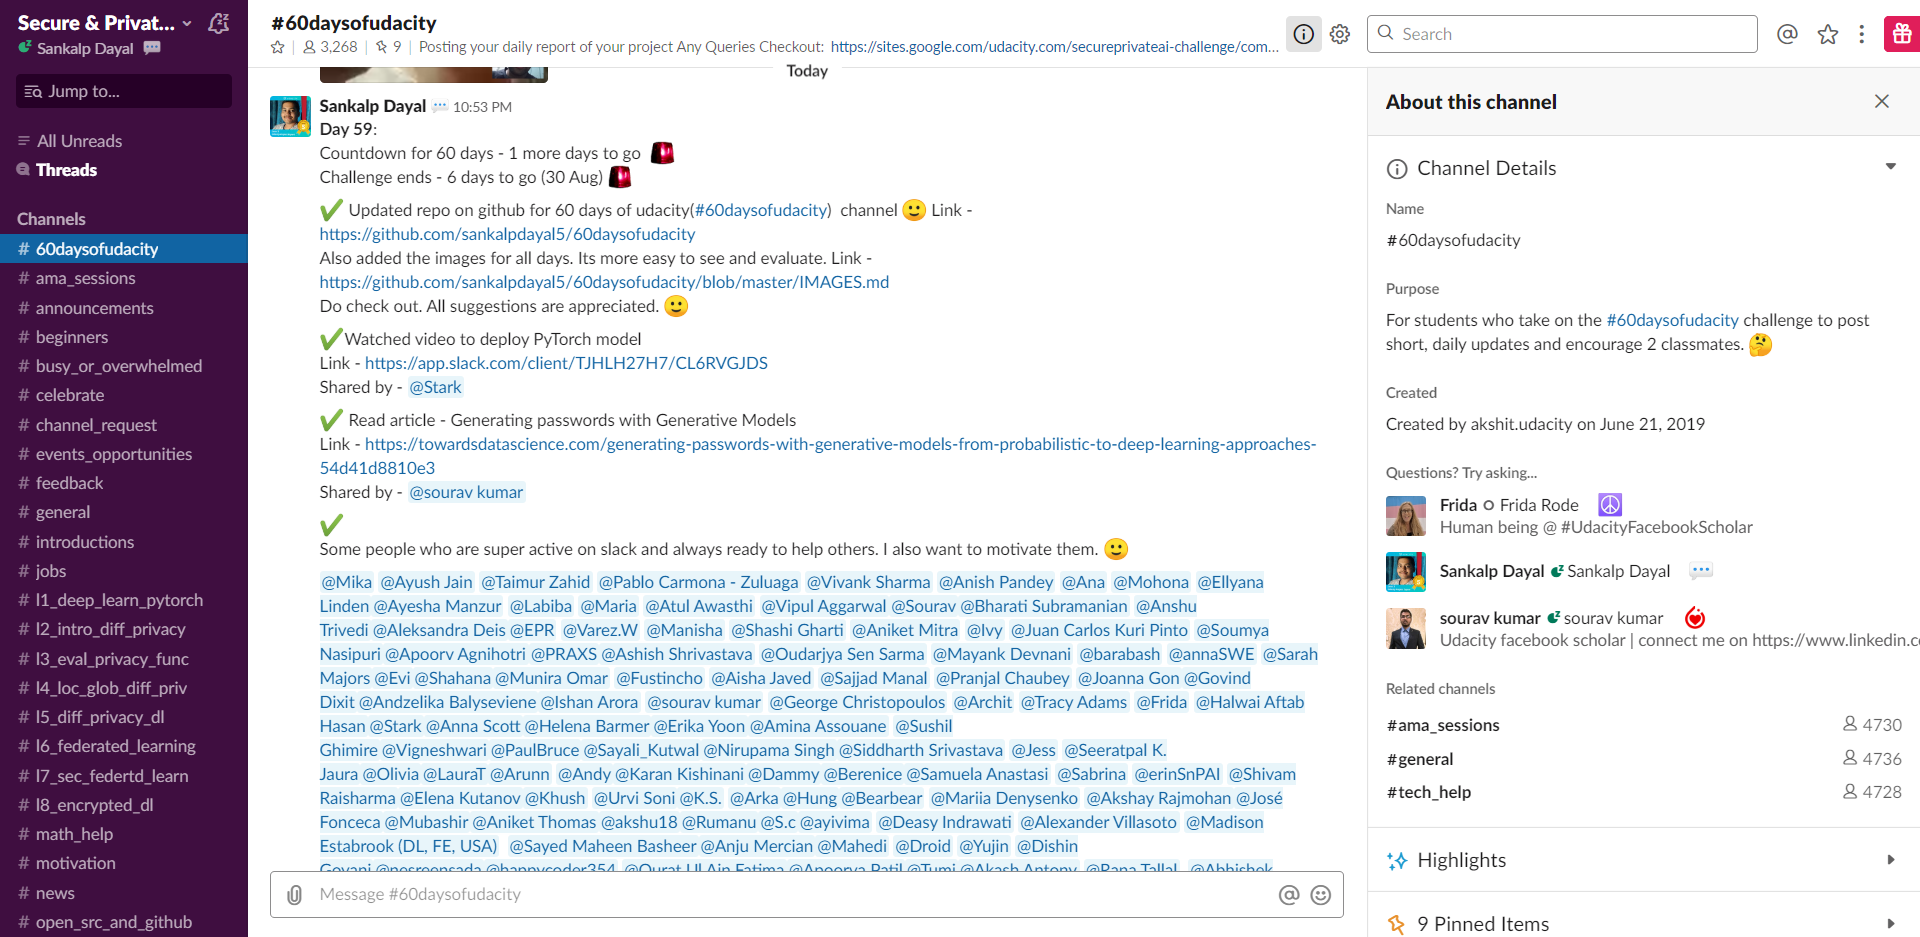 Secure & Privat...
Sankalp Dayal
Jump to...
All Unreads
Threads
Channels
# 60daysofudacity
# ama_sessions
# announcements
# beginners
# busy_or_overwhelmed
# celebrate
# channel_request
# events_opportunities
# feedback
# general
# introductions
# jobs
# l1_deep_learn_pytorch
# l2_intro_diff_privacy
# l3_eval_privacy_func
# l4_loc_glob_diff_priv
# l5_diff_privacy_dl
# l6_federated_learning
# l7_sec_federtd_learn
# l8_encrypted_dl
# math_help
# motivation
# news
# open_src_and_github
#60daysofudacity
3,268 | 9 | Posting your daily report of your project Any Queries Checkout: https://sites.google.com/udacity.com/secureprivateai-challenge/com...
Search
Today
Sankalp Dayal 10:53 PM
Day 59:
Countdown for 60 days - 1 more days to go
Challenge ends - 6 days to go (30 Aug)
Updated repo on github for 60 days of udacity(#60daysofudacity) channel Link -
https://github.com/sankalpdayal5/60daysofudacity
Also added the images for all days. Its more easy to see and evaluate. Link -
https://github.com/sankalpdayal5/60daysofudacity/blob/master/IMAGES.md
Do check out. All suggestions are appreciated.
Watched video to deploy PyTorch model
Link - https://app.slack.com/client/TJHLH27H7/CL6RVGJDS
Shared by - @Stark
Read article - Generating passwords with Generative Models
Link - https://towardsdatascience.com/generating-passwords-with-generative-models-from-probabilistic-to-deep-learning-approaches-
54d41d8810e3
Shared by - @sourav kumar
Some people who are super active on slack and always ready to help others. I also want to motivate them.
@Mika @Ayush Jain @Taimur Zahid @Pablo Carmona - Zuluaga @Vivank Sharma @Anish Pandey @Ana @Mohona @Ellyana
Linden @Ayesha Manzur @Labiba @Maria @Atul Awasthi @Vipul Aggarwal @Sourav @Bharati Subramanian @Anshu
Trivedi @Aleksandra Deis @EPR @Varez.W @Manisha @Shashi Gharti @Aniket Mitra @Ivy @Juan Carlos Kuri Pinto @Soumya
Nasipuri @Apoorv Agnihotri @PRAXS @Ashish Shrivastava @Oudarjya Sen Sarma @Mayank Devnani @barabash @annaSWE @Sarah
Majors @Evi @Shahana @Munira Omar @Fustincho @Aisha Javed @Sajjad Manal @Pranjal Chaubey @Joanna Gon @Govind
Dixit @Andzelika Balyseviene @Ishan Arora @sourav kumar @George Christopoulos @Archit @Tracy Adams @Frida @Halwai Aftab
Hasan @Stark @Anna Scott @Helena Barmer @Erika Yoon @Amina Assouane @Sushil
Ghimire @Vigneshwari @PaulBruce @Sayali_Kutwal @Nirupama Singh @Siddharth Srivastava @Jess @Seeratpal K.
Jaura @Olivia @LauraT @Arunn @Andy @Karan Kishinani @Dammy @Berenice @Samuela Anastasi @Sabrina @erinSnPAI @Shivam
Raisharma @Elena Kutanov @Khush @Urvi Soni @K.S. @Arka @Hung @Bearbear @Mariia Denysenko @Akshay Rajmohan @José
Fonceca @Mubashir @Aniket Thomas @akshu18 @Rumanu @S.c @ayivima @Deasy Indrawati @Alexander Villasoto @Madison
Estabrook (DL, FE, USA) @Sayed Maheen Basheer @Anju Mercian @Mahedi @Droid @Yujin @Dishin
Goyani @nesreensada @happycoder354 @Qurat Ul Ain Fatima @Apoorva Patil @Tumi @Akash Antony @Rana Tallal @Abhishek
Message #60daysofudacity
About this channel
Channel Details
Name
#60daysofudacity
Purpose
For students who take on the #60daysofudacity challenge to post
short, daily updates and encourage 2 classmates.
Created
Created by akshit.udacity on June 21, 2019
Questions? Try asking...
Frida Frida Rode
Human being @ #UdacityFacebookScholar
Sankalp Dayal Sankalp Dayal
sourav kumar sourav kumar
Udacity facebook scholar | connect me on https://www.linkedin.c
Related channels
#ama_sessions 4730
#general 4736
#tech_help 4728
Highlights
9 Pinned Items